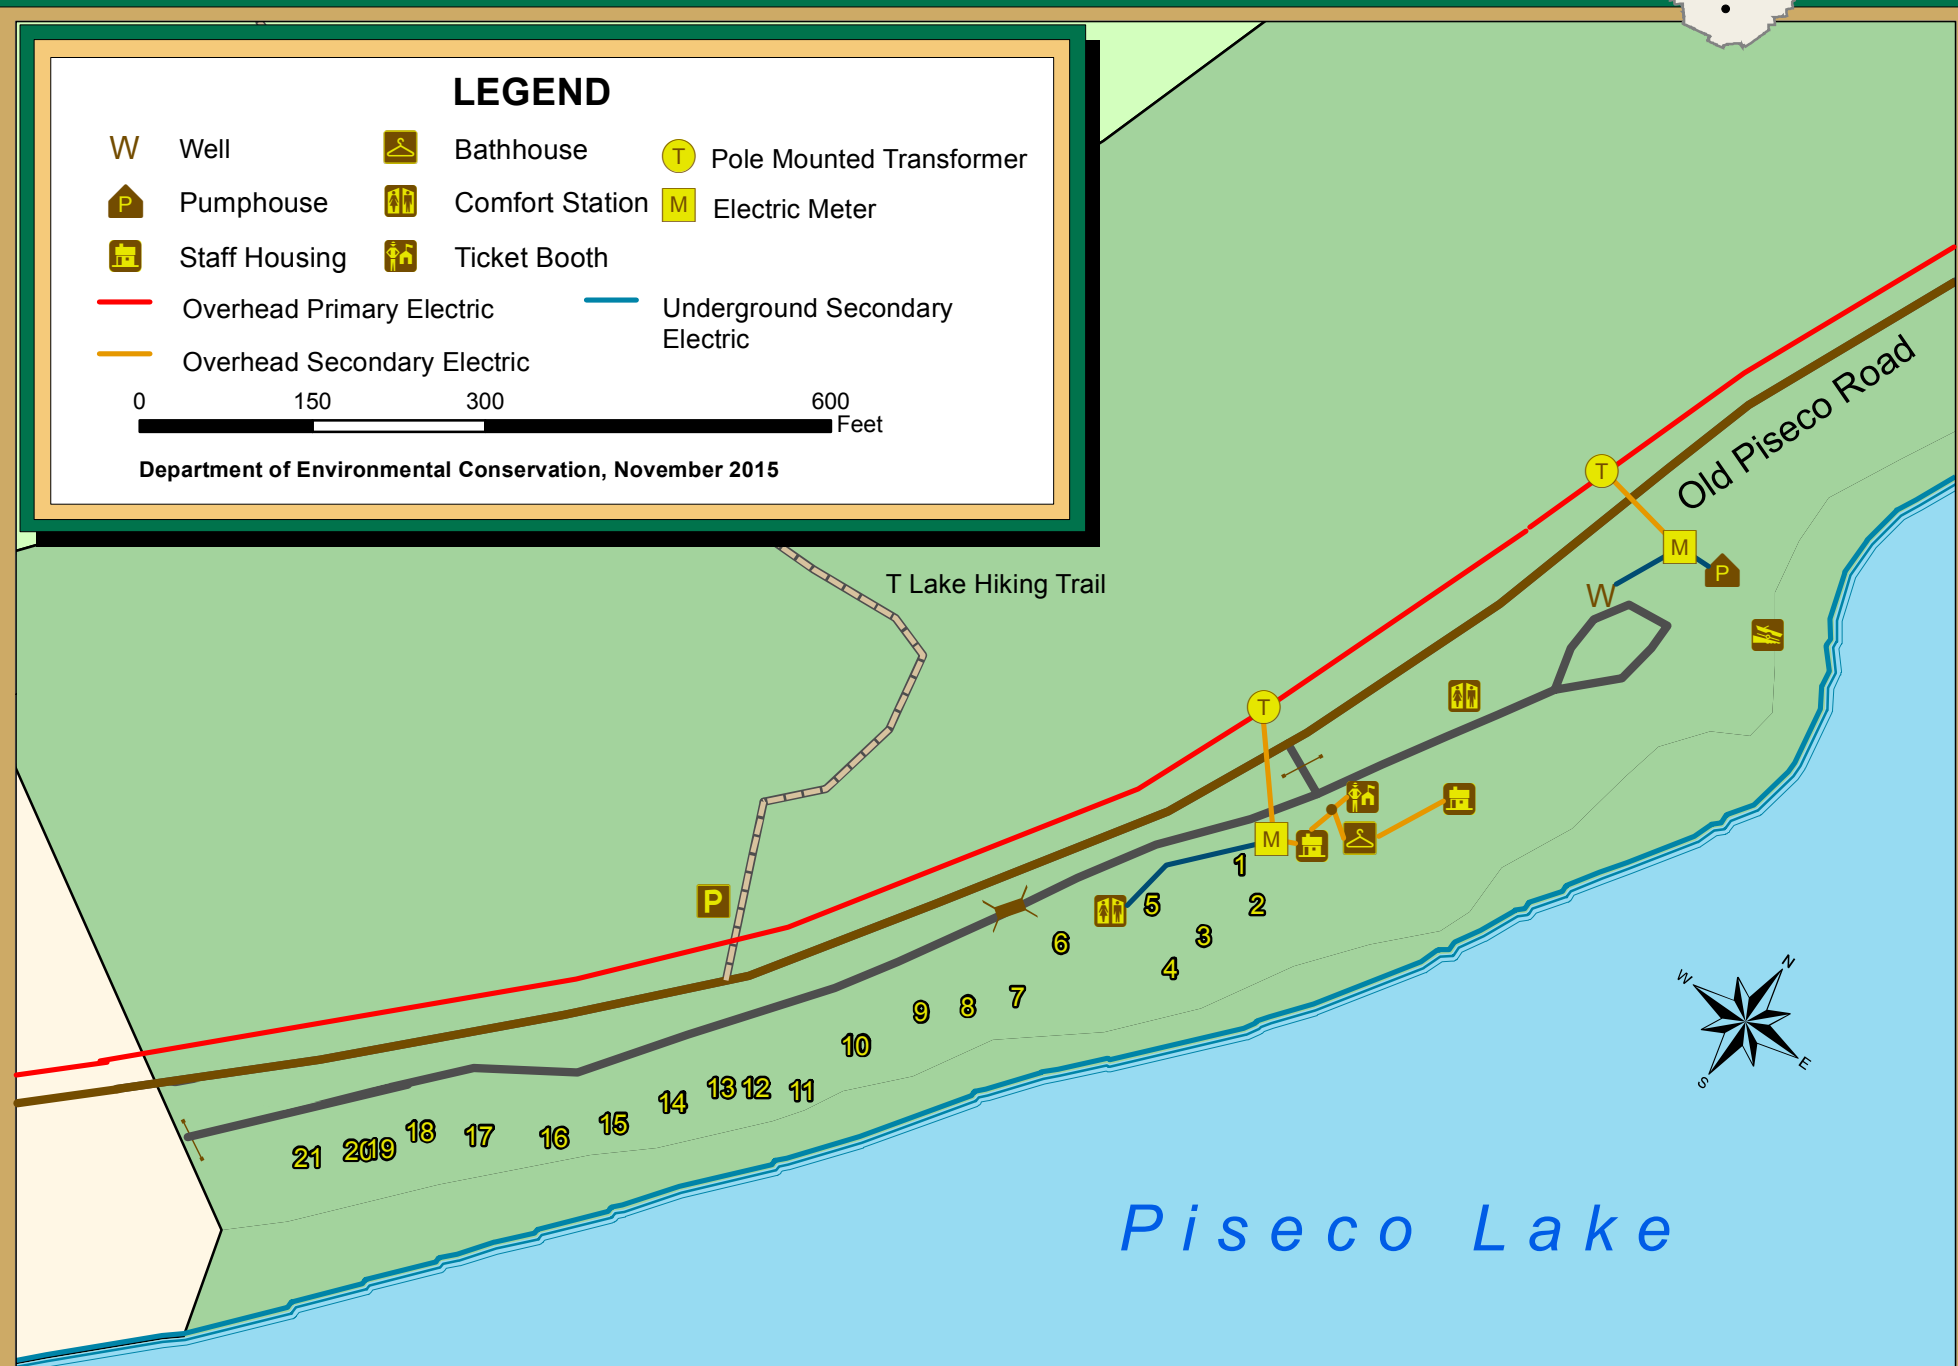 LEGEND
W Well
Bathhouse
T Pole Mounted Transformer
P Pumphouse
Comfort Station
M Electric Meter
Staff Housing
Ticket Booth
Overhead Primary Electric
Underground Secondary
Electric
Overhead Secondary Electric
0 150 300 600
Feet
Department of Environmental Conservation, November 2015
Old Piseco Road
T
M
P
W
T Lake Hiking Trail
T
M
P
1
2
3
4
5
6
7
8
9
10
11
12
13
14
15
16
17
18
19
20
21
N
W
E
S
Piseco Lake